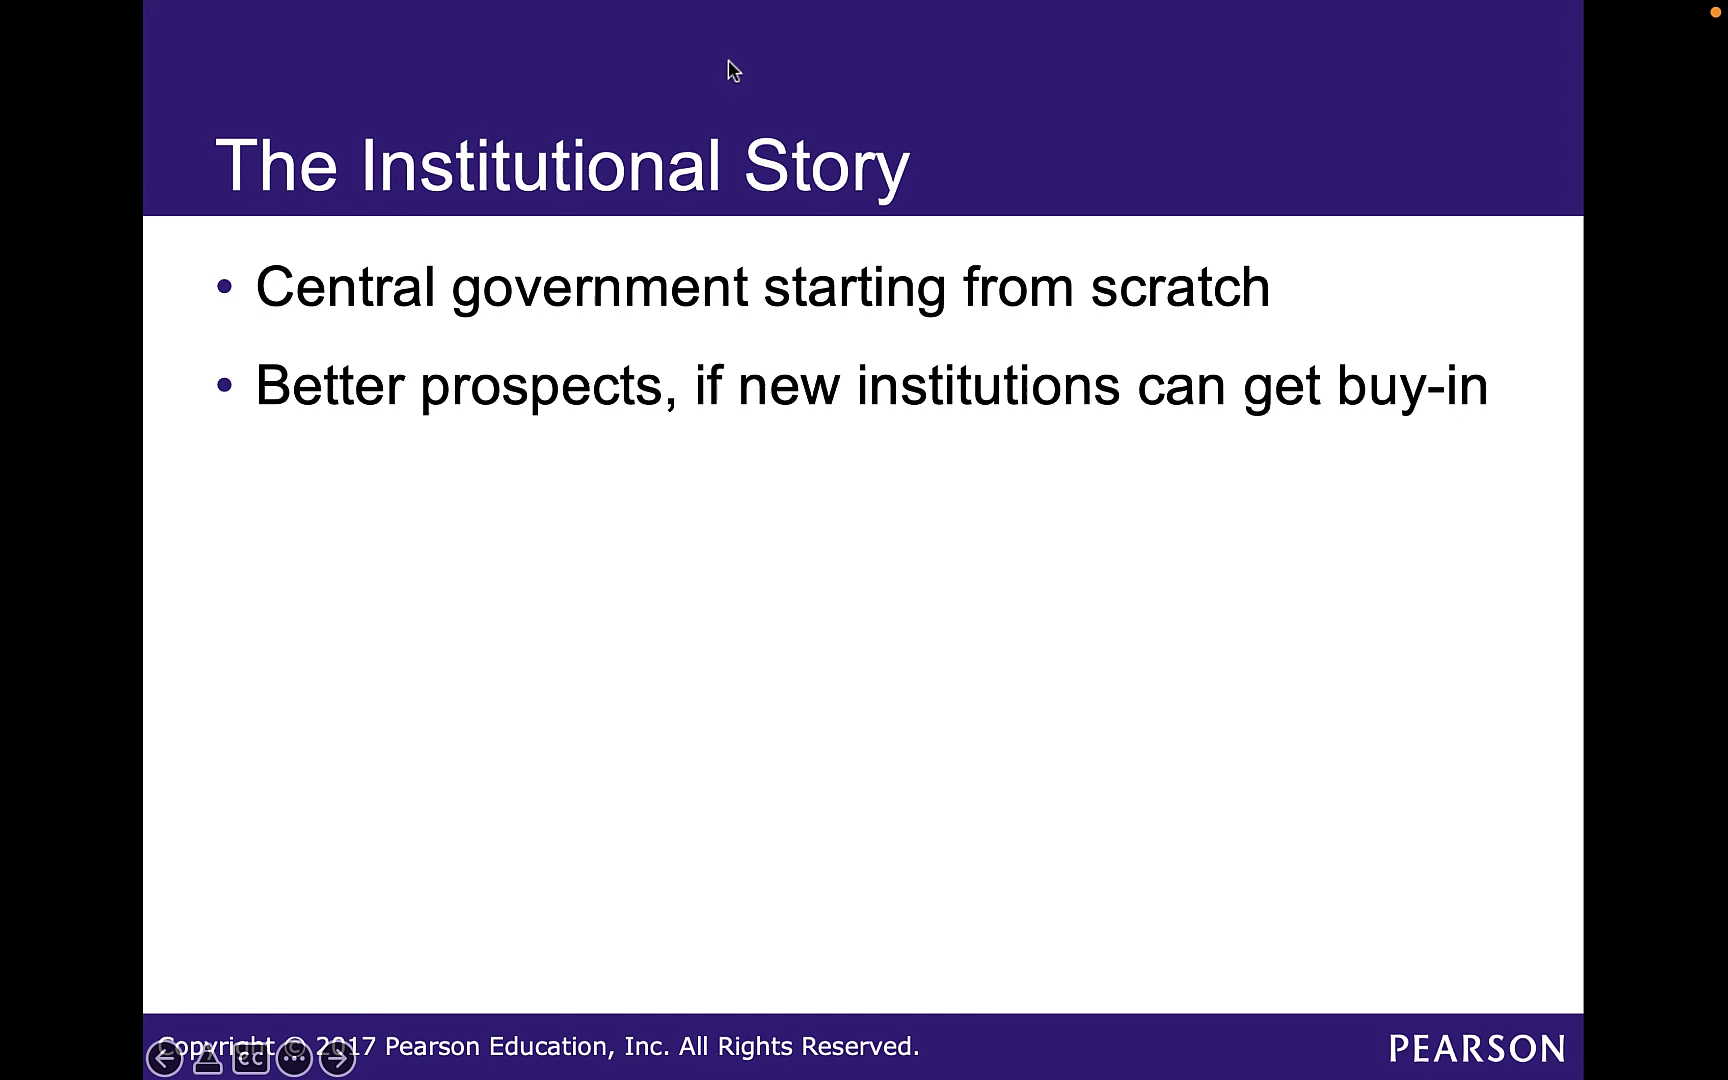 The Institutional Story
• Central government starting from scratch
• Better prospects, if new institutions can get buy-in
Copyright © 2017 Pearson Education, Inc. All Rights Reserved.
PEARSON
CC